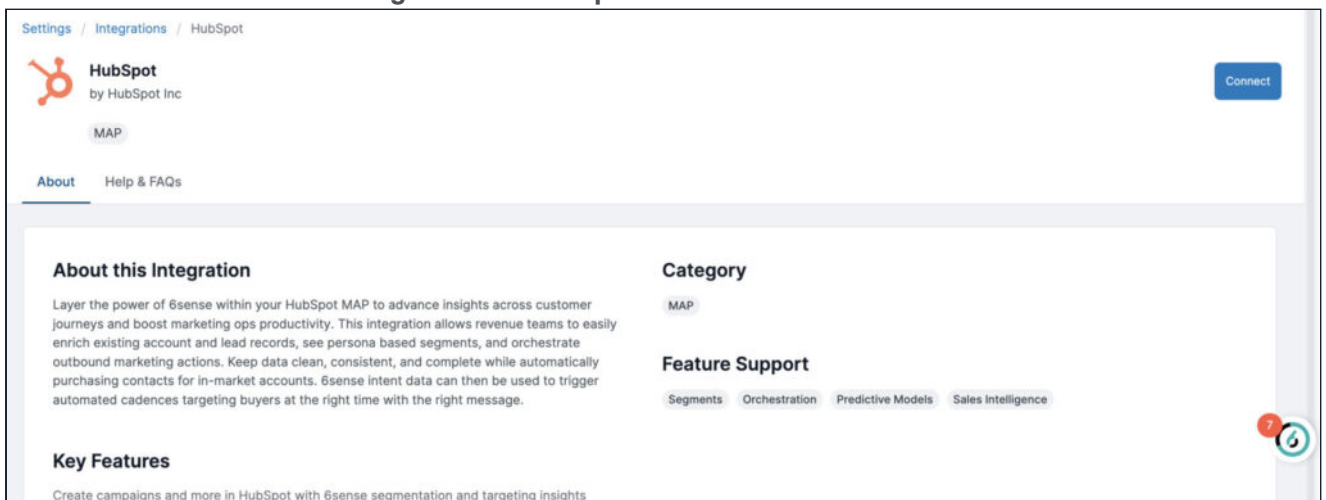 Settings / Integrations / HubSpot
HubSpot
by HubSpot Inc
Connect
MAP
About Help & FAQs
About this Integration
Layer the power of 6sense within your HubSpot MAP to advance insights across customer
journeys and boost marketing ops productivity. This integration allows revenue teams to easily
enrich existing account and lead records, see persona based segments, and orchestrate
outbound marketing actions. Keep data clean, consistent, and complete while automatically
purchasing contacts for in-market accounts. 6sense intent data can then be used to trigger
automated cadences targeting buyers at the right time with the right message.
Category
MAP
Feature Support
Segments Orchestration Predictive Models Sales Intelligence
7
Key Features
Create campaigns and more in HubSpot with 6sense segmentation and targeting insights